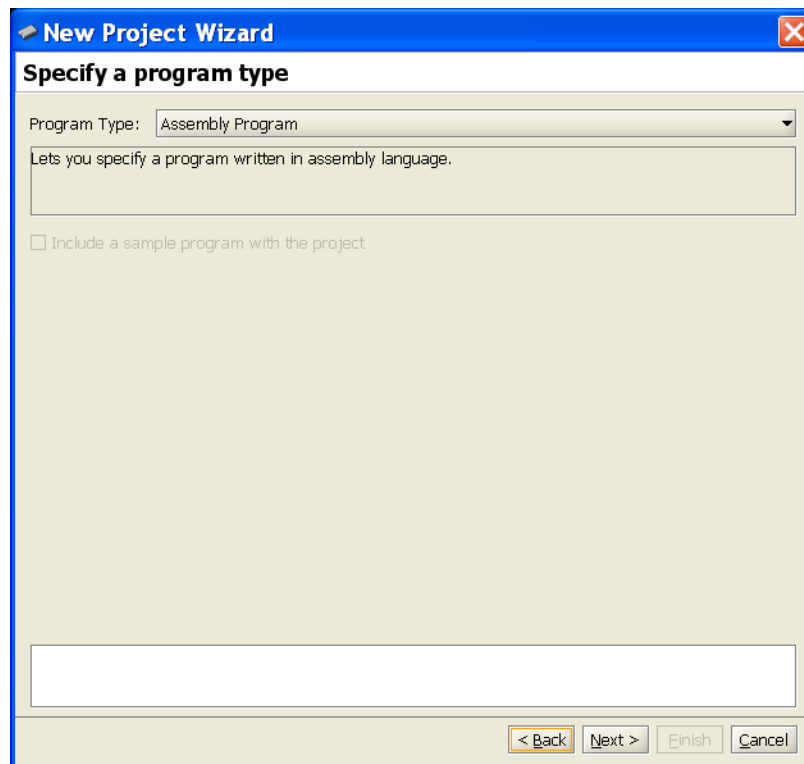 New Project Wizard
Specify a program type
Program Type: Assembly Program
Lets you specify a program written in assembly language.
Include a sample program with the project
< Back Next > Finish Cancel